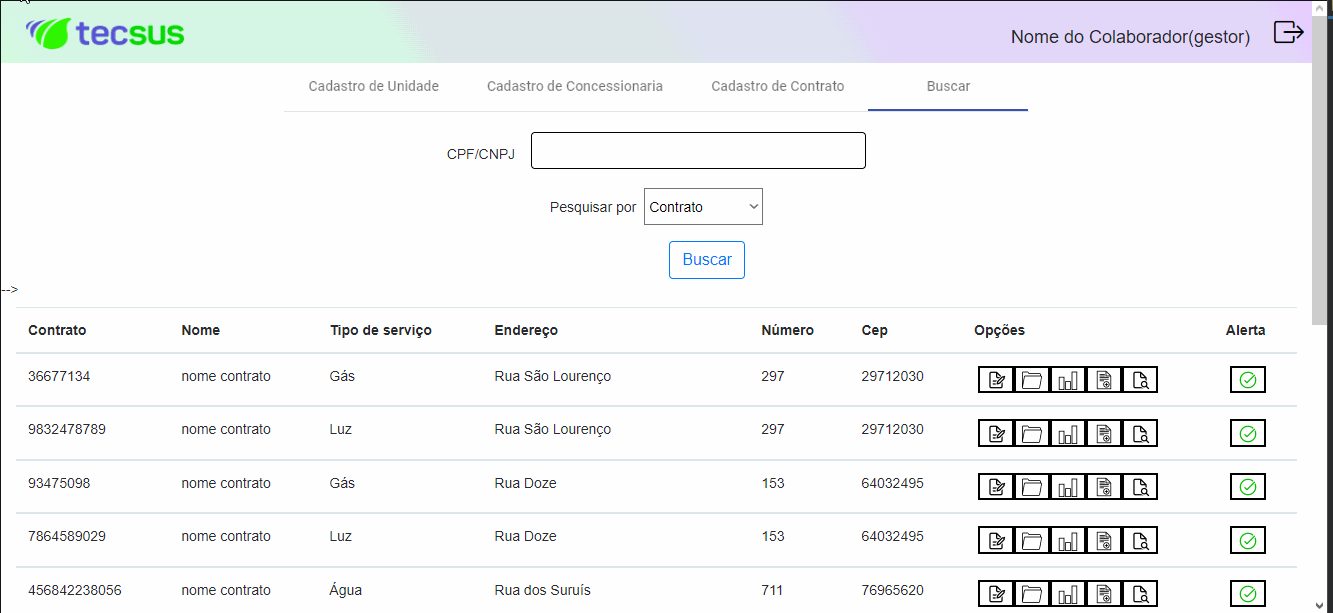 tecsus
Nome do Colaborador(gestor)
Cadastro de Unidade Cadastro de Concessionaria Cadastro de Contrato Buscar
CPF/CNPJ
Pesquisar por Contrato
Buscar
-->
Contrato Nome Tipo de serviço Endereço Número Cep Opções Alerta
36677134 nome contrato Gás Rua São Lourenço 297 29712030
9832478789 nome contrato Luz Rua São Lourenço 297 29712030
93475098 nome contrato Gás Rua Doze 153 64032495
7864589029 nome contrato Luz Rua Doze 153 64032495
456842238056 nome contrato Água Rua dos Suruís 711 76965620